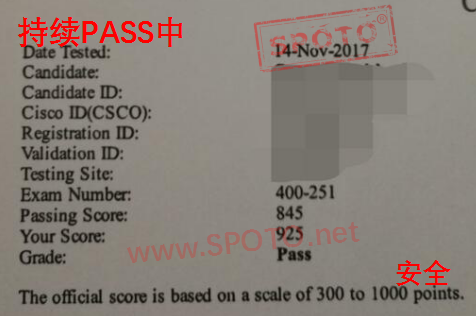 持续PASS中
SPOTO
Date Tested: 14-Nov-2017
Candidate:
Candidate ID:
Cisco ID(CSCO):
Registration ID:
Validation ID:
Testing Site:
Exam Number: 400-251
Passing Score: 845
Your Score: 925
www.SPOTO.net
Grade: Pass
安全
The official score is based on a scale of 300 to 1000 points.